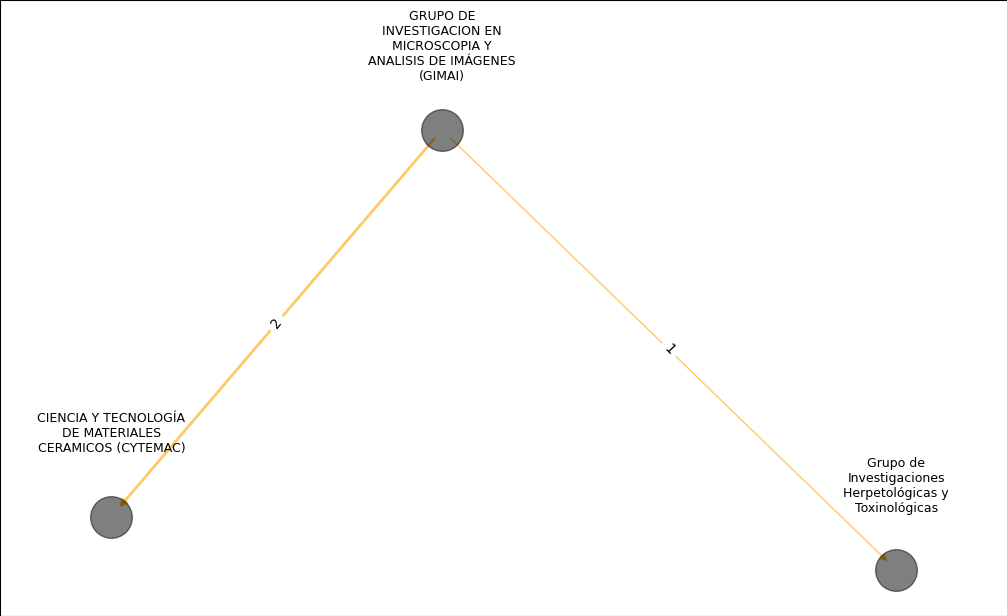 GRUPO DE
INVESTIGACION EN
MICROSCOPIA Y
ANALISIS DE IMÁGENES
(GIMAI)
2
1
CIENCIA Y TECNOLOGÍA
DE MATERIALES
CERAMICOS (CYTEMAC)
Grupo de
Investigaciones
Herpetológicas y
Toxinológicas